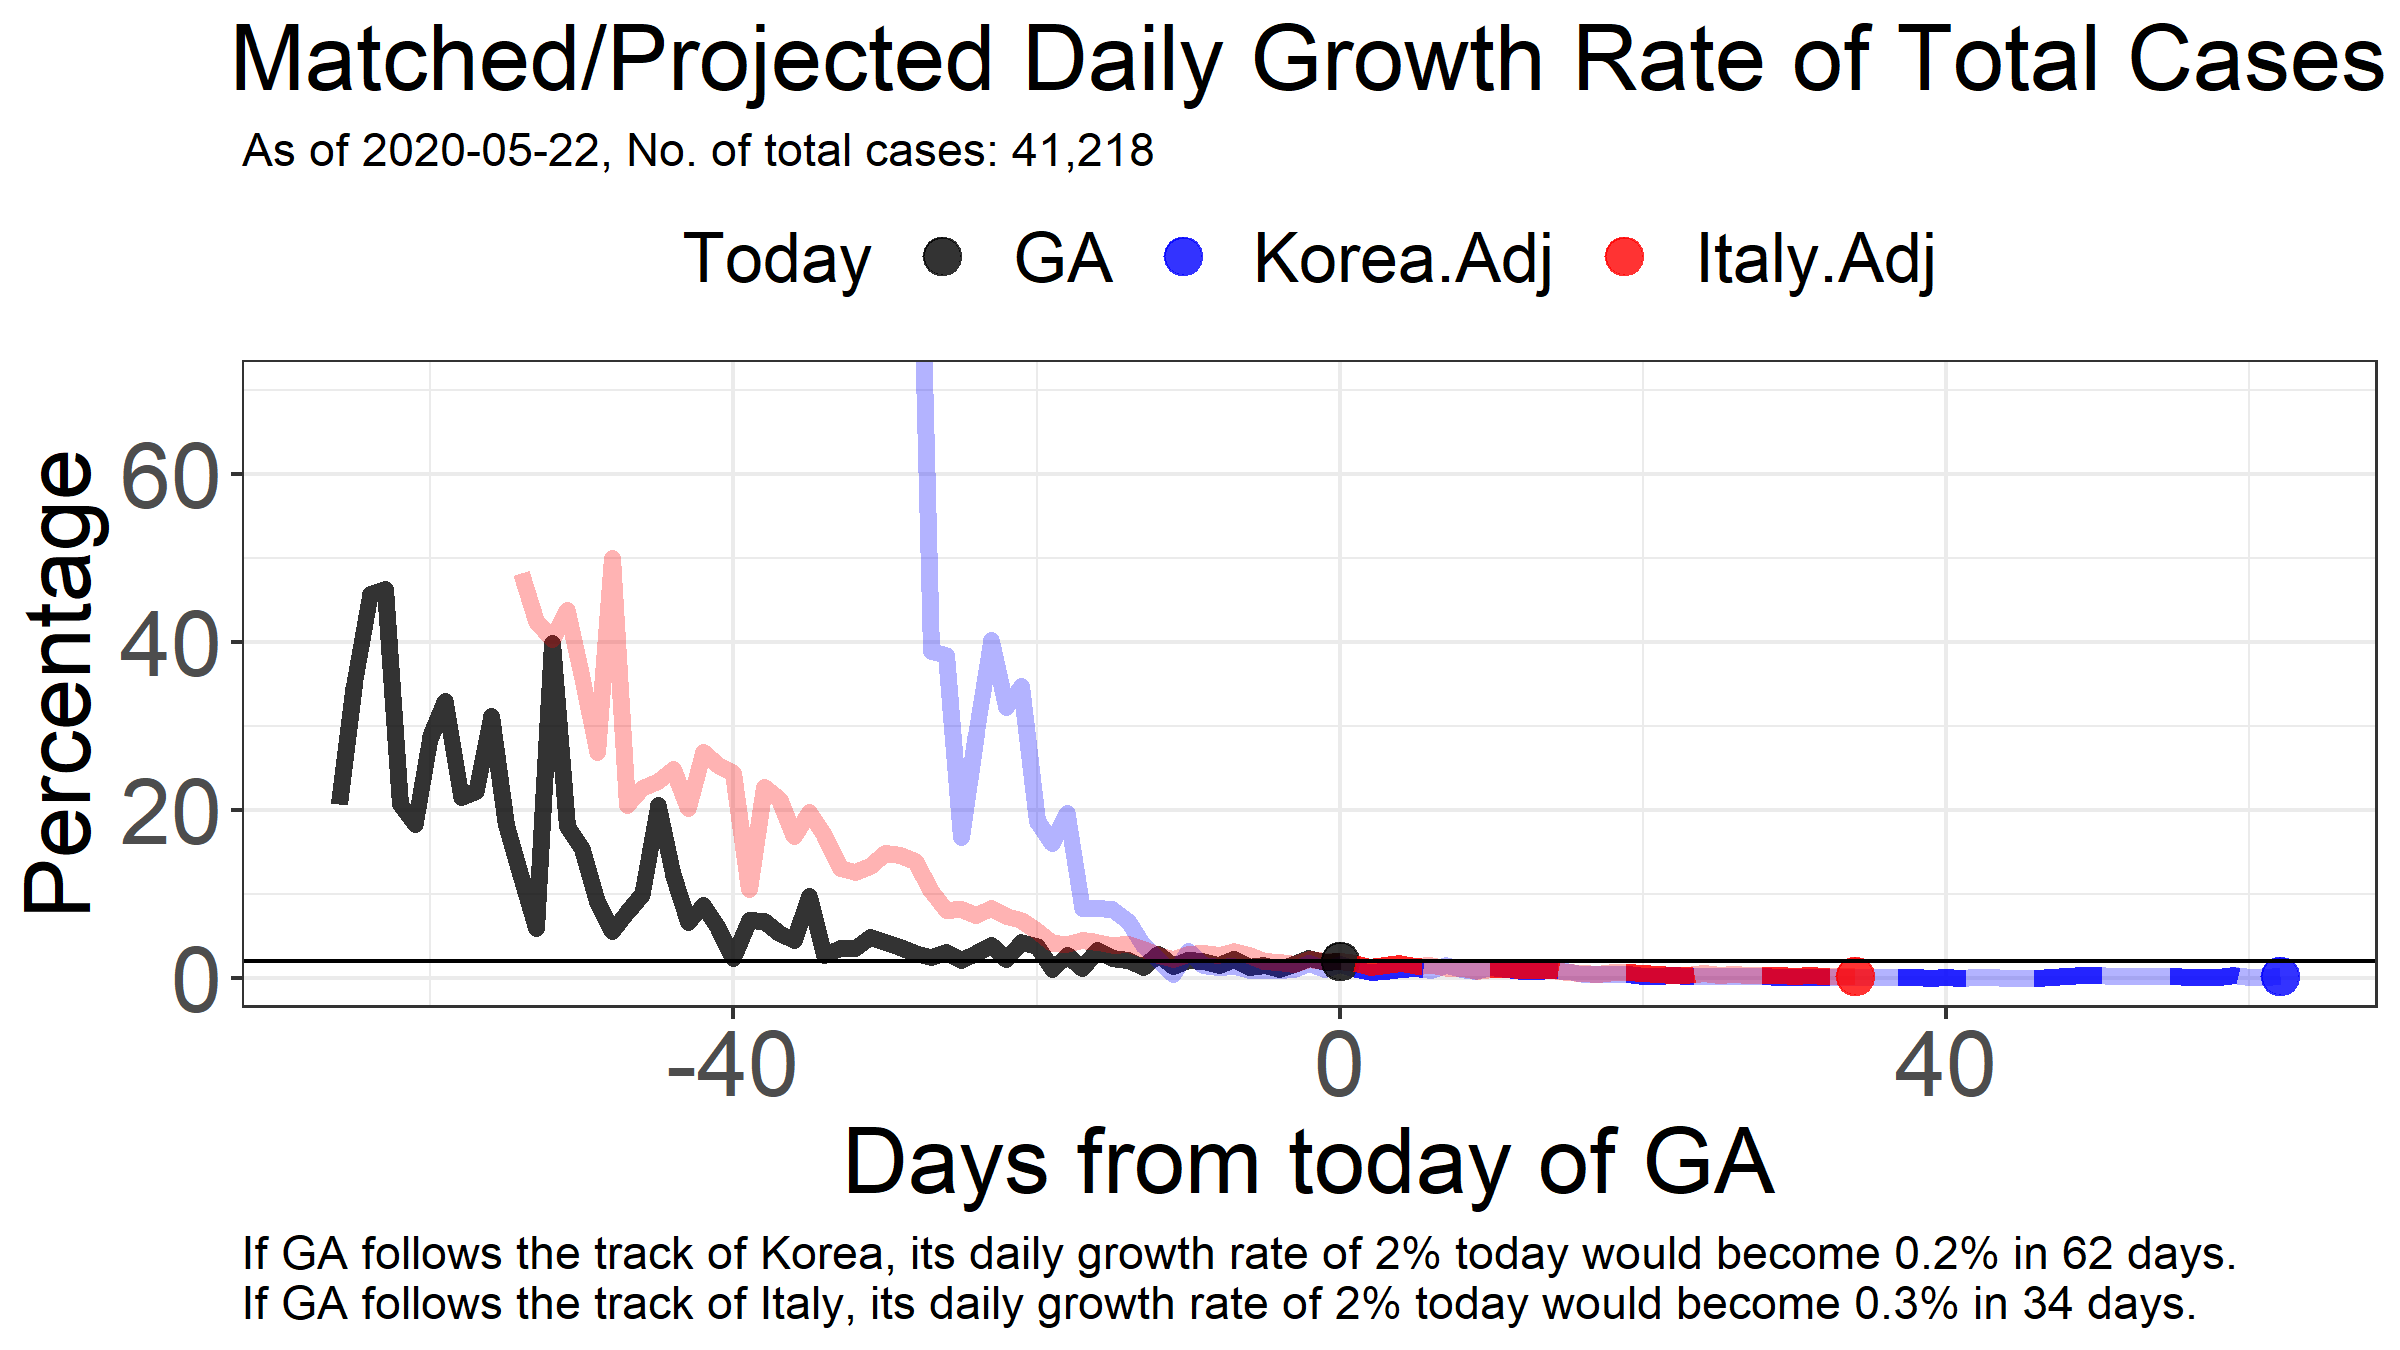 Matched/Projected Daily Growth Rate of Total Cases
As of 2020-05-22, No. of total cases: 41,218
Today GA Korea.Adj Italy.Adj
Percentage
60
40
20
0
-40 0 40
Days from today of GA
If GA follows the track of Korea, its daily growth rate of 2% today would become 0.2% in 62 days.
If GA follows the track of Italy, its daily growth rate of 2% today would become 0.3% in 34 days.